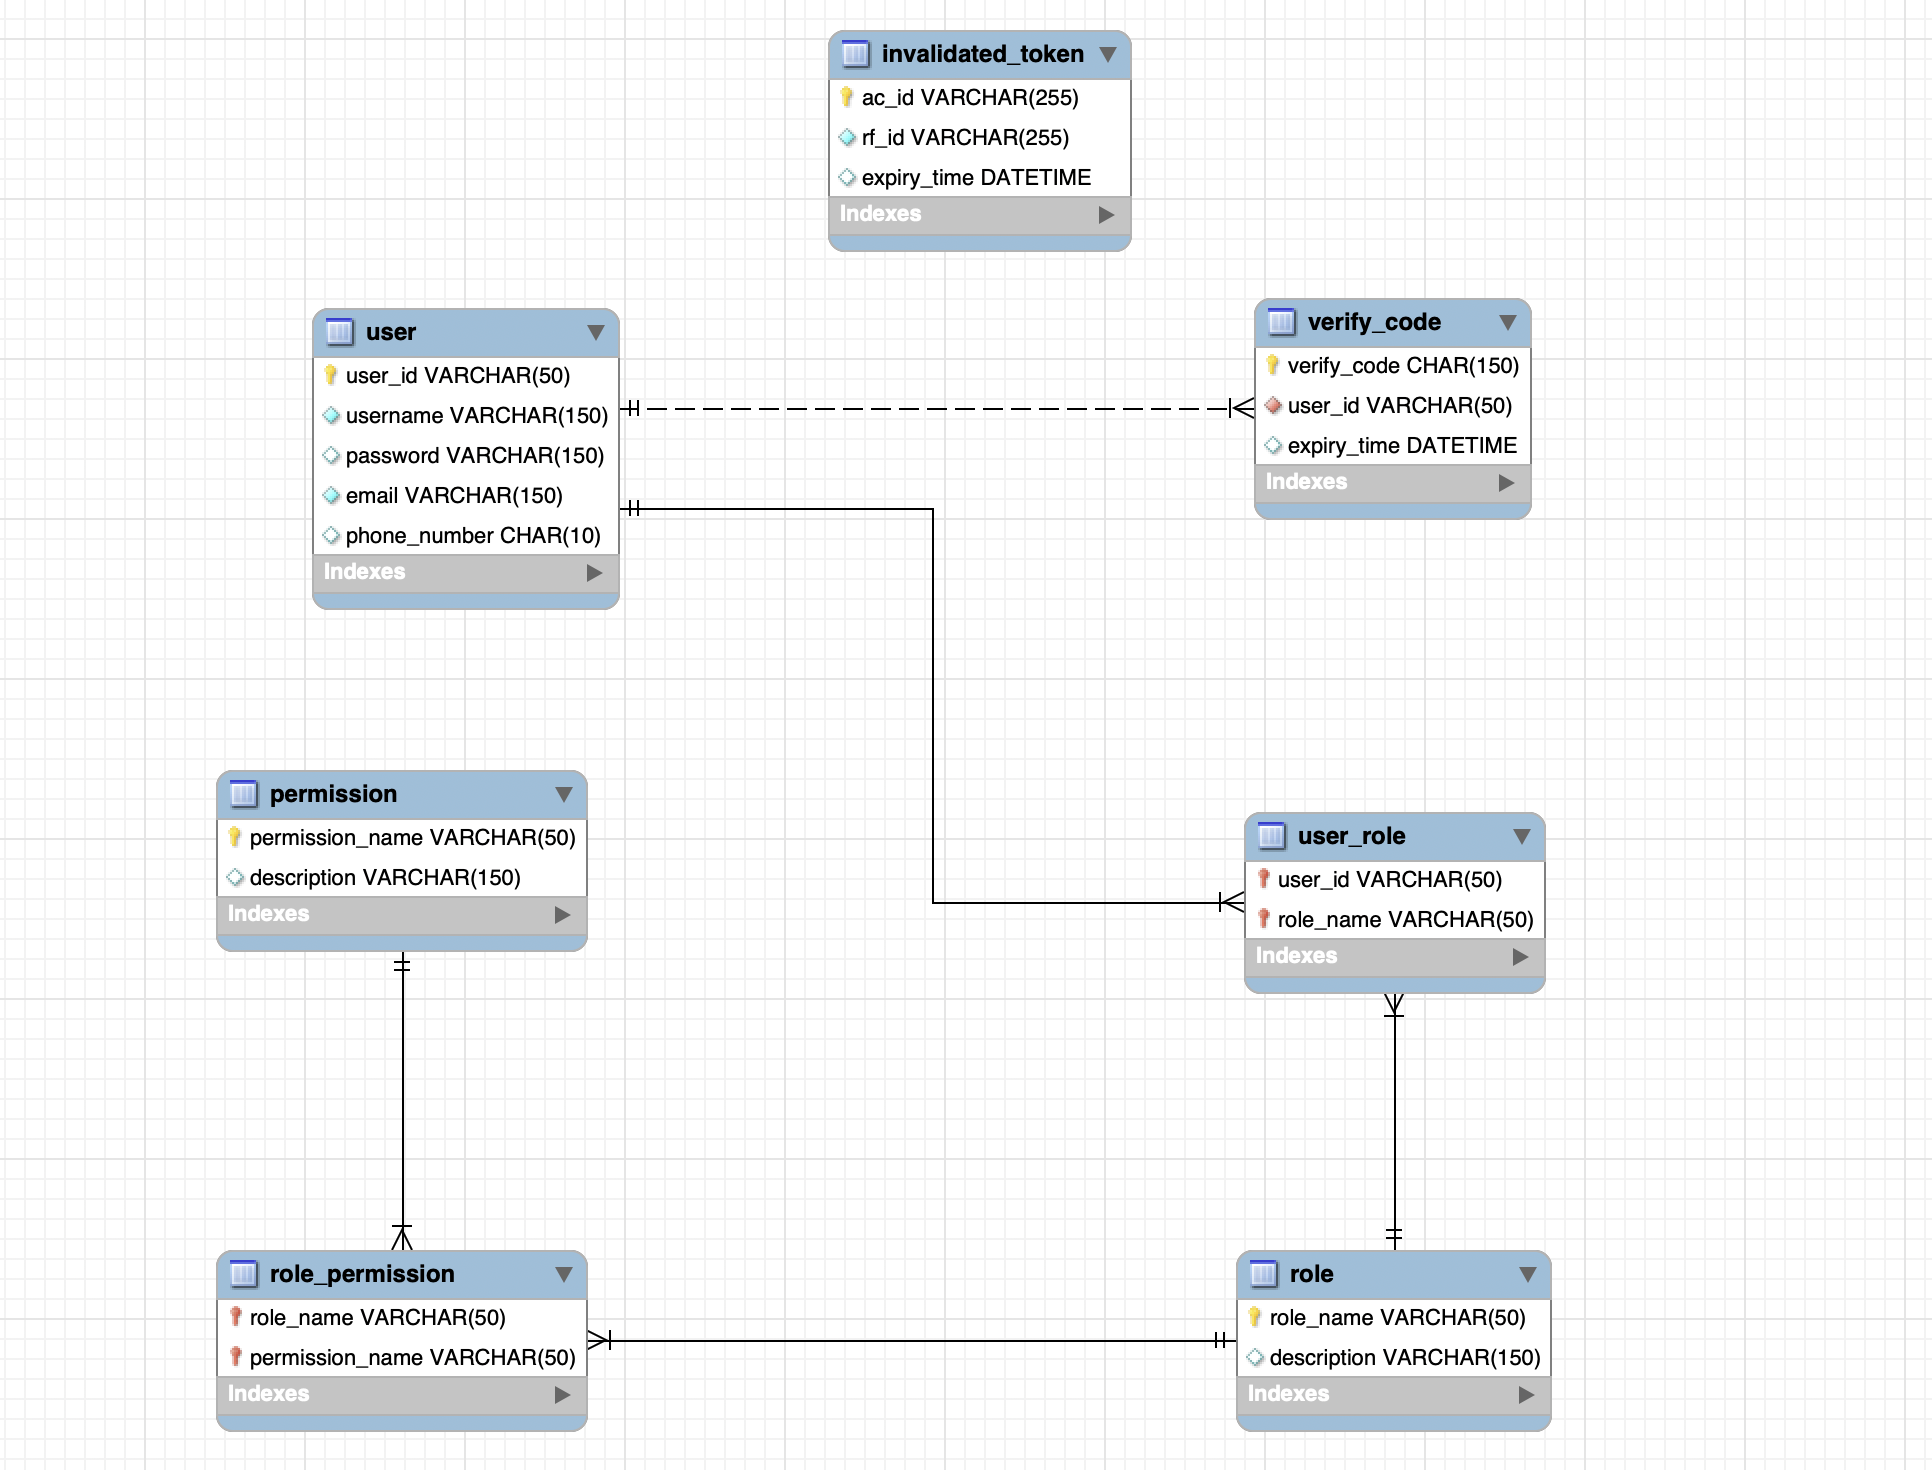 invalidated_token
ac_id VARCHAR(255)
rf_id VARCHAR(255)
expiry_time DATETIME
Indexes
user
user_id VARCHAR(50)
username VARCHAR(150)
password VARCHAR(150)
email VARCHAR(150)
phone_number CHAR(10)
Indexes
verify_code
verify_code CHAR(150)
user_id VARCHAR(50)
expiry_time DATETIME
Indexes
permission
permission_name VARCHAR(50)
description VARCHAR(150)
Indexes
user_role
user_id VARCHAR(50)
role_name VARCHAR(50)
Indexes
role_permission
role_name VARCHAR(50)
permission_name VARCHAR(50)
Indexes
role
role_name VARCHAR(50)
description VARCHAR(150)
Indexes